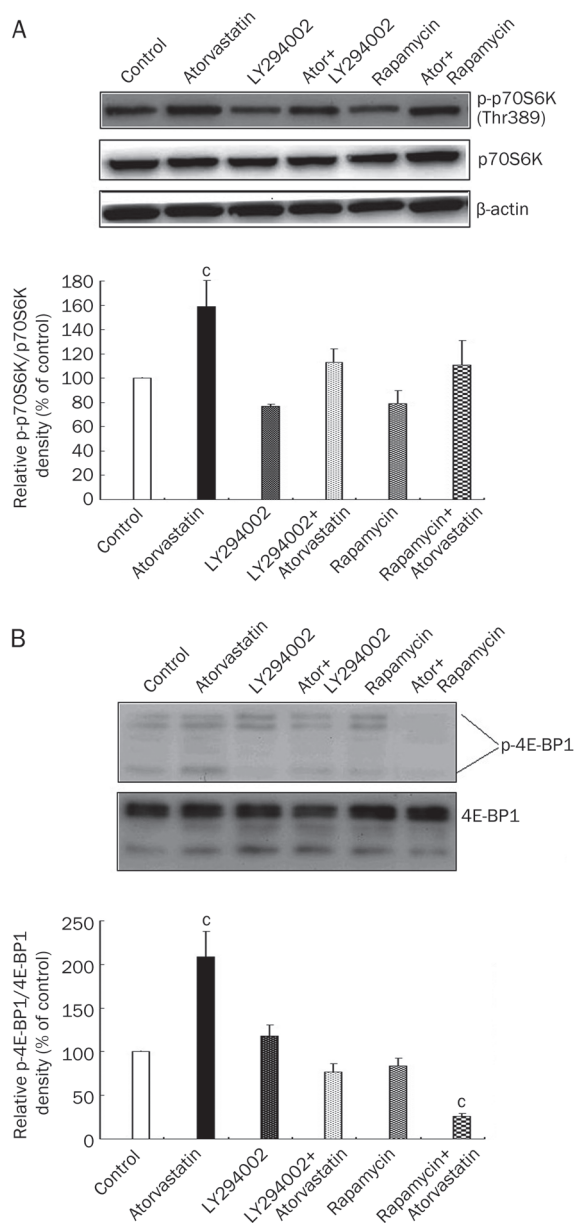 A
Control
Atorvastatin
LY294002
Ator+
LY294002
Rapamycin
Ator+
Rapamycin
p-p70S6K
(Thr389)
p70S6K
β-actin
Relative p-p70S6K/p70S6K
density (% of control)
180
160
140
120
100
80
60
40
20
0
c
Control
Atorvastatin
LY294002
LY294002+
Atorvastatin
Rapamycin
Rapamycin+
Atorvastatin
B
Control
Atorvastatin
LY294002
Ator+
LY294002
Rapamycin
Ator+
Rapamycin
p-4E-BP1
4E-BP1
Relative p-4E-BP1/4E-BP1
density (% of control)
250
200
150
100
50
0
c
c
Control
Atorvastatin
LY294002
LY294002+
Atorvastatin
Rapamycin
Rapamycin+
Atorvastatin